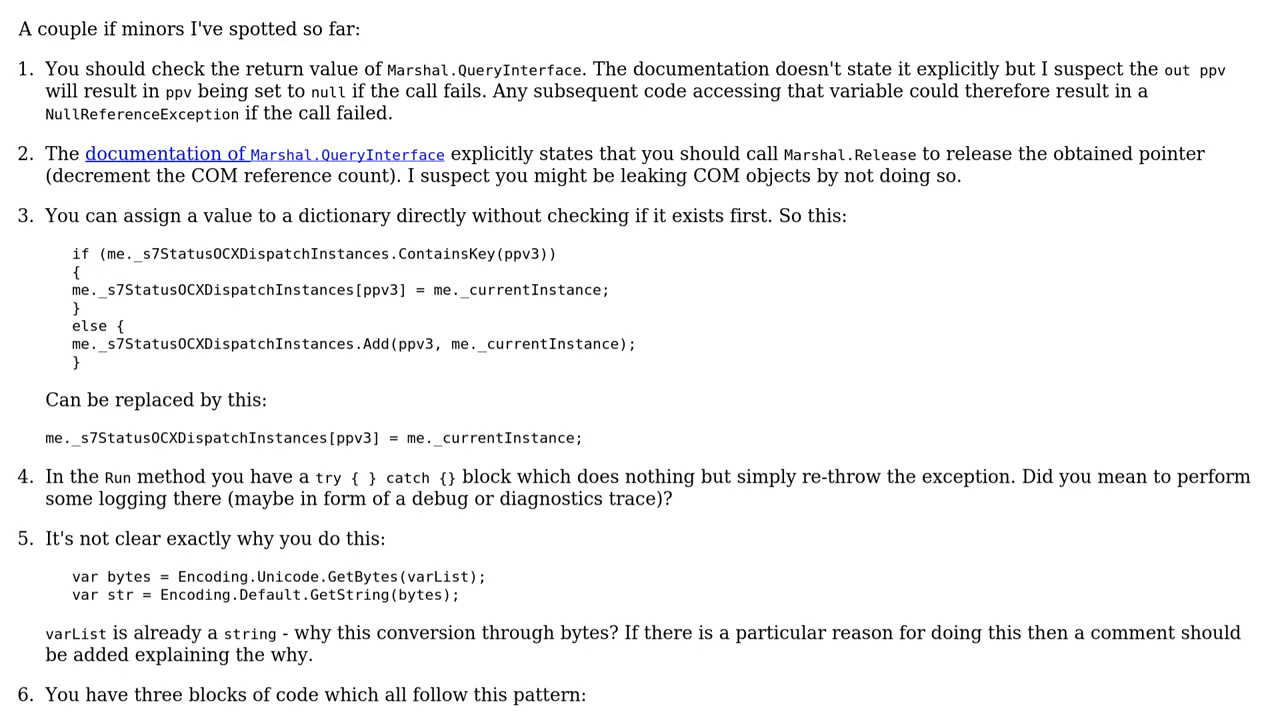 A couple if minors I've spotted so far:
1. You should check the return value of Marshal.QueryInterface. The documentation doesn't state it explicitly but I suspect the out ppv
will result in ppv being set to null if the call fails. Any subsequent code accessing that variable could therefore result in a
NullReferenceException if the call failed.
2. The documentation of Marshal.QueryInterface explicitly states that you should call Marshal.Release to release the obtained pointer
(decrement the COM reference count). I suspect you might be leaking COM objects by not doing so.
3. You can assign a value to a dictionary directly without checking if it exists first. So this:
if (me._s7StatusOCXDispatchInstances.ContainsKey(ppv3))
{
me._s7StatusOCXDispatchInstances[ppv3] = me._currentInstance;
}
else {
me._s7StatusOCXDispatchInstances.Add(ppv3, me._currentInstance);
}
Can be replaced by this:
me._s7StatusOCXDispatchInstances[ppv3] = me._currentInstance;
4. In the Run method you have a try { } catch {} block which does nothing but simply re-throw the exception. Did you mean to perform
some logging there (maybe in form of a debug or diagnostics trace)?
5. It's not clear exactly why you do this:
var bytes = Encoding.Unicode.GetBytes(varList);
var str = Encoding.Default.GetString(bytes);
varList is already a string - why this conversion through bytes? If there is a particular reason for doing this then a comment should
be added explaining the why.
6. You have three blocks of code which all follow this pattern: